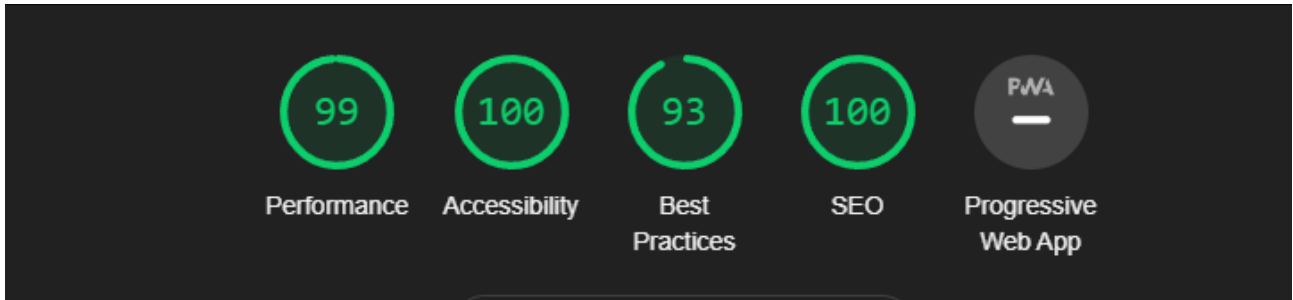 99
100
93
100
PWA
Performance
Accessibility
Best
Practices
SEO
Progressive
Web App